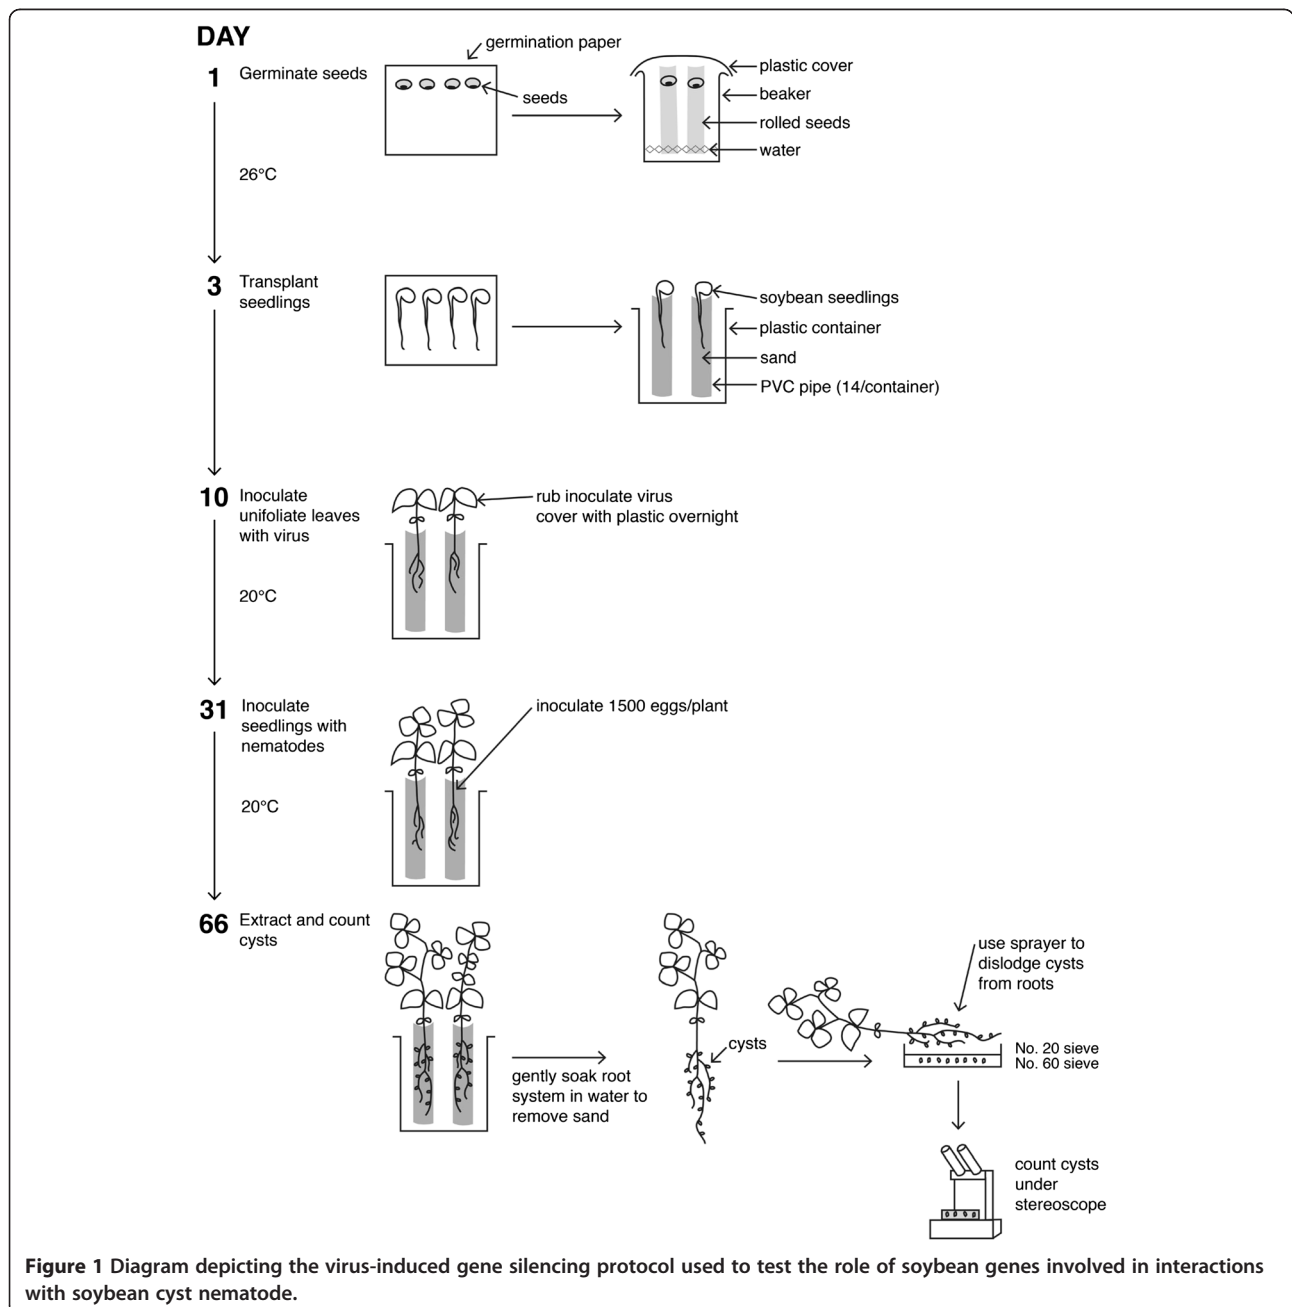 DAY
1 Germinate seeds
germination paper
seeds
plastic cover
beaker
rolled seeds
water
26°C
3 Transplant
seedlings
soybean seedlings
plastic container
sand
PVC pipe (14/container)
10 Inoculate
unifoliate leaves
with virus
rub inoculate virus
cover with plastic overnight
20°C
31 Inoculate
seedlings with
nematodes
inoculate 1500 eggs/plant
20°C
66 Extract and count
cysts
gently soak root
system in water to
remove sand
cysts
use sprayer to
dislodge cysts
from roots
No. 20 sieve
No. 60 sieve
count cysts
under
stereoscope
Figure 1 Diagram depicting the virus-induced gene silencing protocol used to test the role of soybean genes involved in interactions
with soybean cyst nematode.